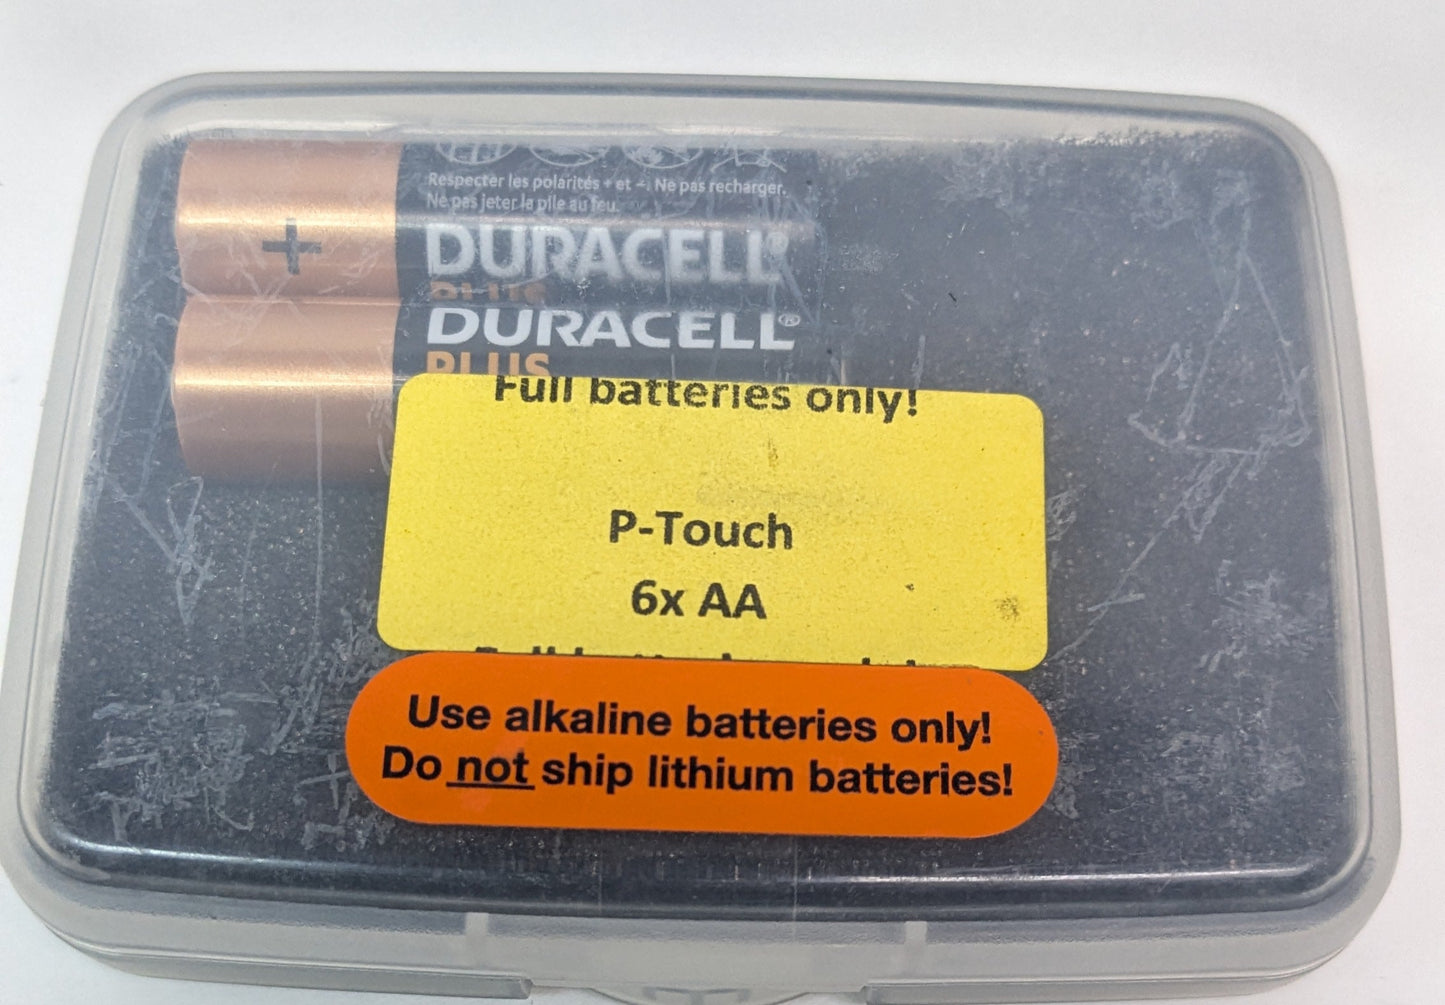 Respecter les polarités + et -. Ne pas recharger.
Ne pas jeter la pile au feu.
+
DURACELL®
PLUS
DURACELL®
PLUS
Full batteries only!
P-Touch
6x AA
Use alkaline batteries only!
Do not ship lithium batteries!